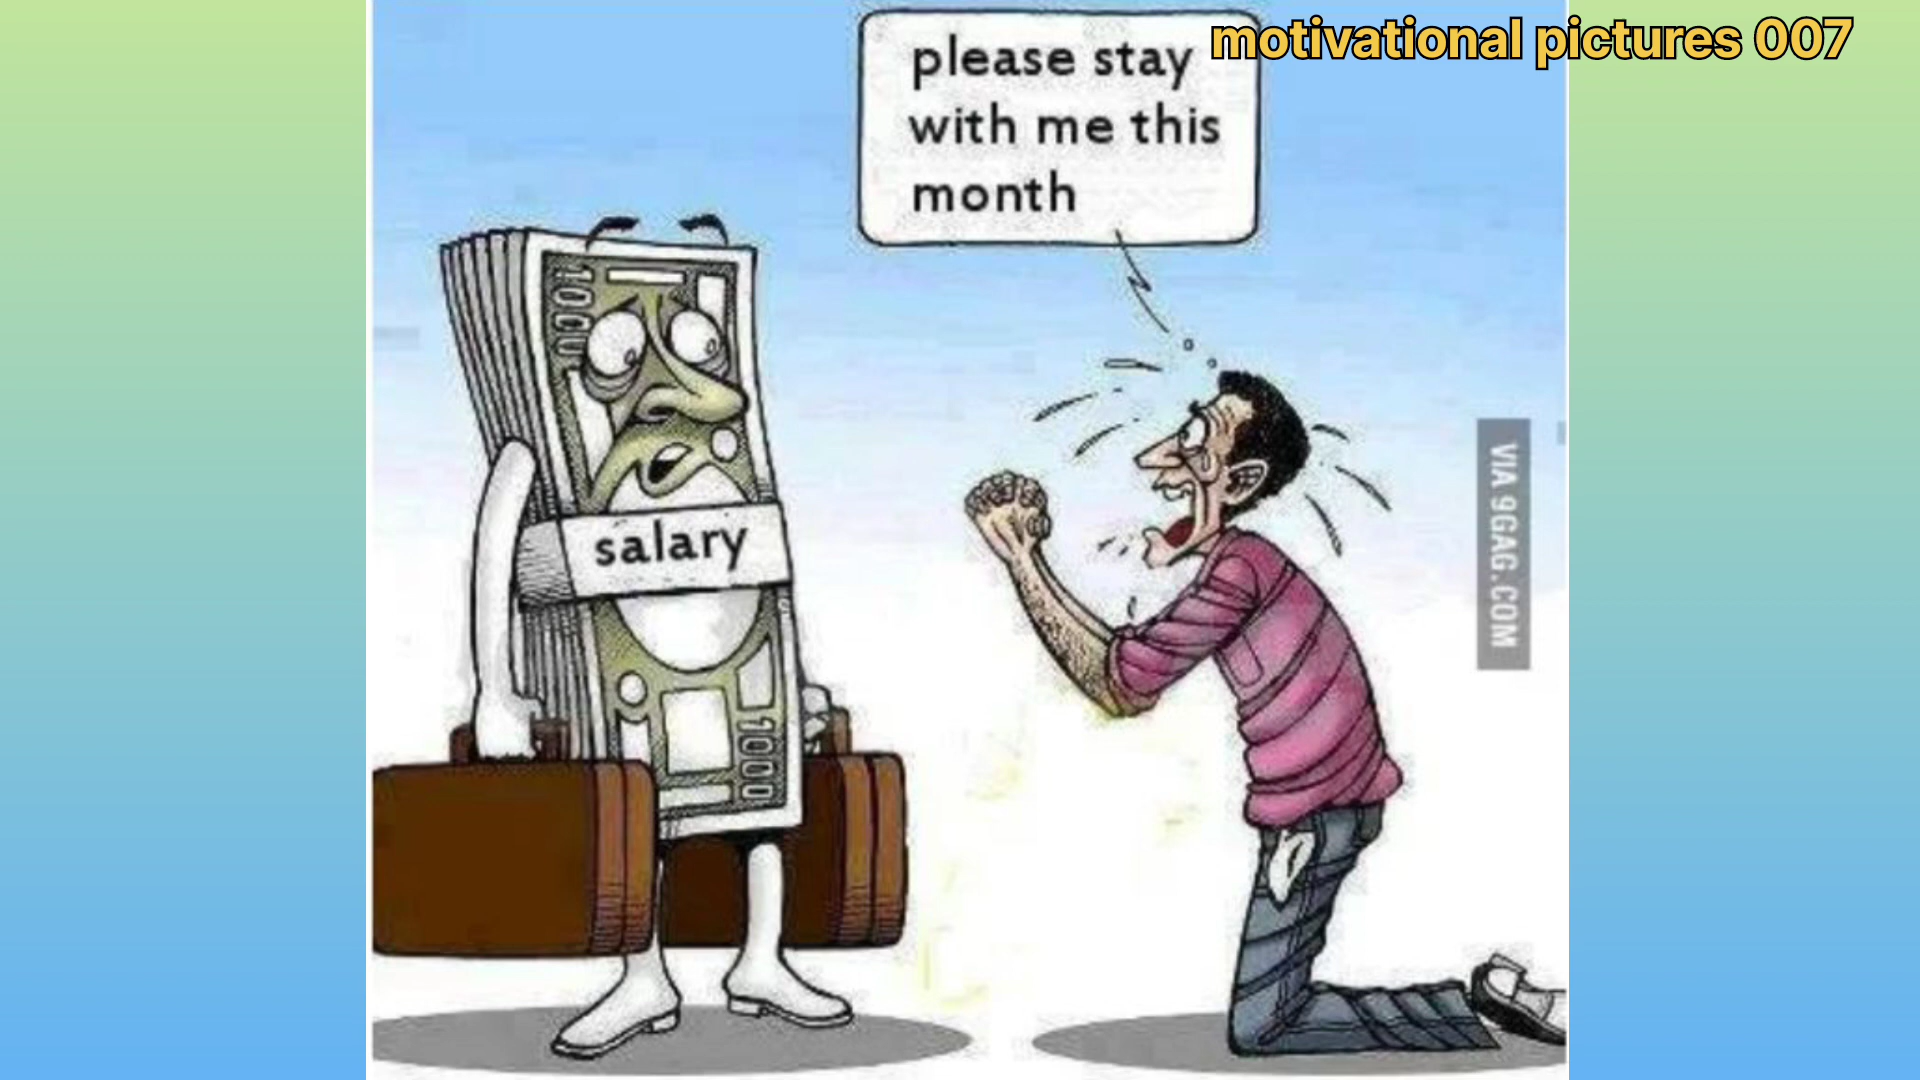 motivational pictures 007
please stay
with me this
month
1000
salary
1000
VIA 9GAG.COM